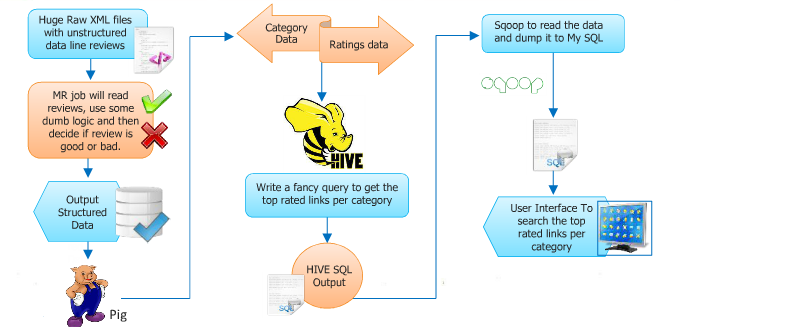 Huge Raw XML files
with unstructured
data line reviews
MR job will read
reviews, use some
dumb logic and then
decide if review is
good or bad.
Output
Structured
Data
Pig
Category
Data
Ratings data
HIVE
Write a fancy query to get the
top rated links per category
HIVE SQL
Output
SQL
Sqoop to read the data
and dump it to My SQL
sqoop
SQL
User Interface To
search the top
rated links per
category